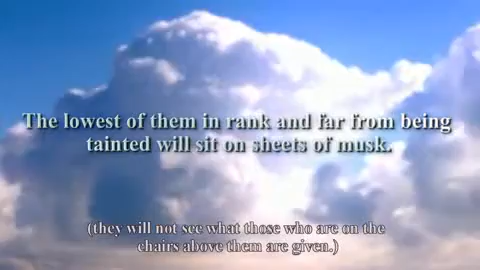 The lowest of them in rank and far from being
tainted will sit on sheets of musk.
(they will not see what those who are on the
chairs above them are given.)